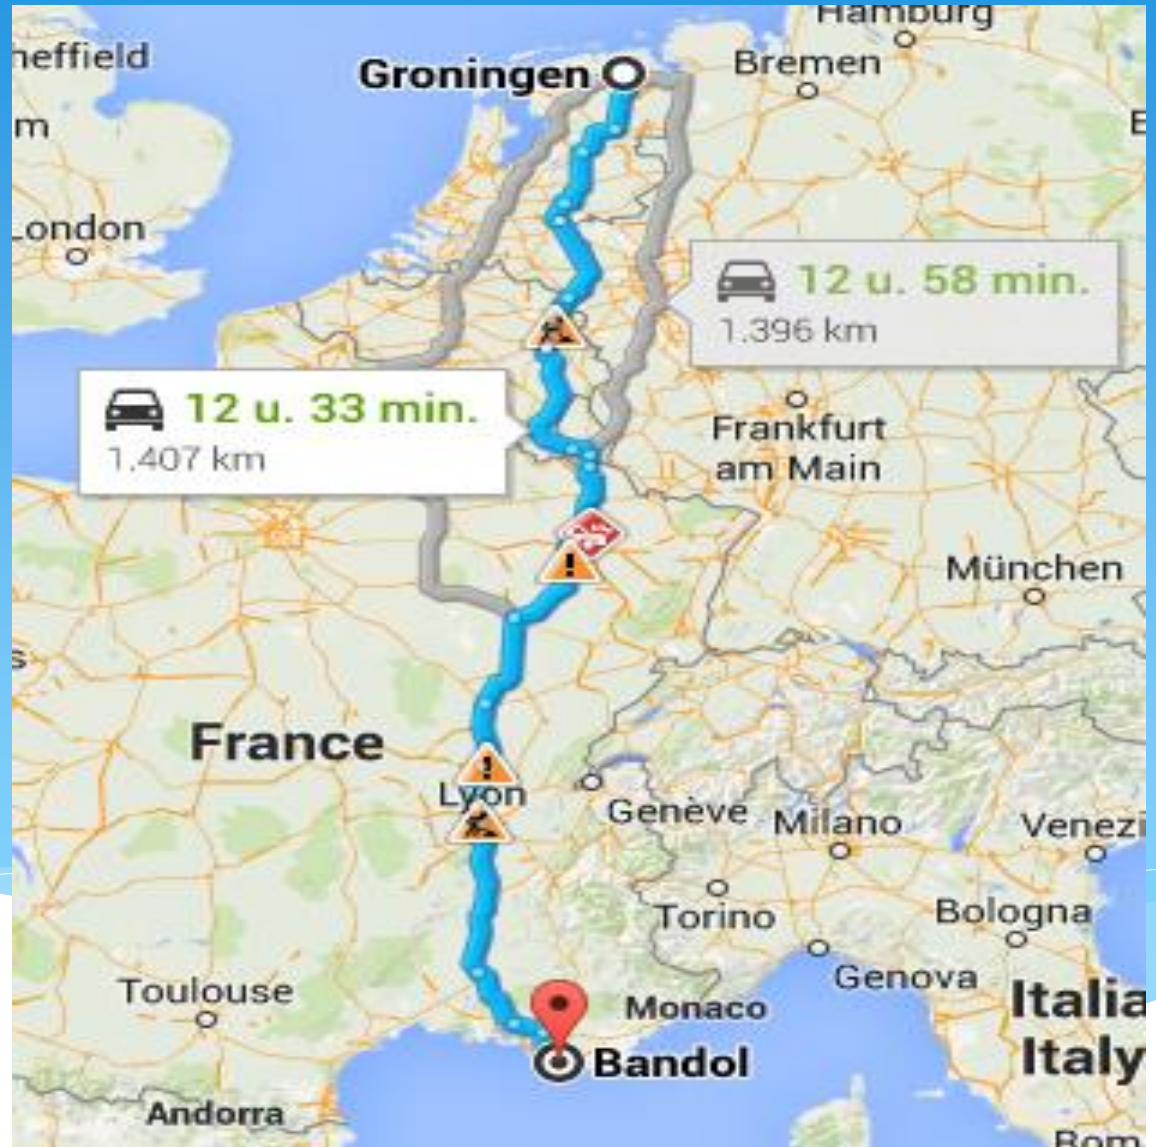 Hamburg
heffield
Groningen
Bremen
m
E
London
12 u. 58 min.
1.396 km
12 u. 33 min.
1.407 km
Frankfurt
am Main
München
s
France
Lyon
Genève
Milano
Venezi
Torino
Bologna
Toulouse
Genova
Monaco
Italia
Bandol
Italy
Andorra
Rom